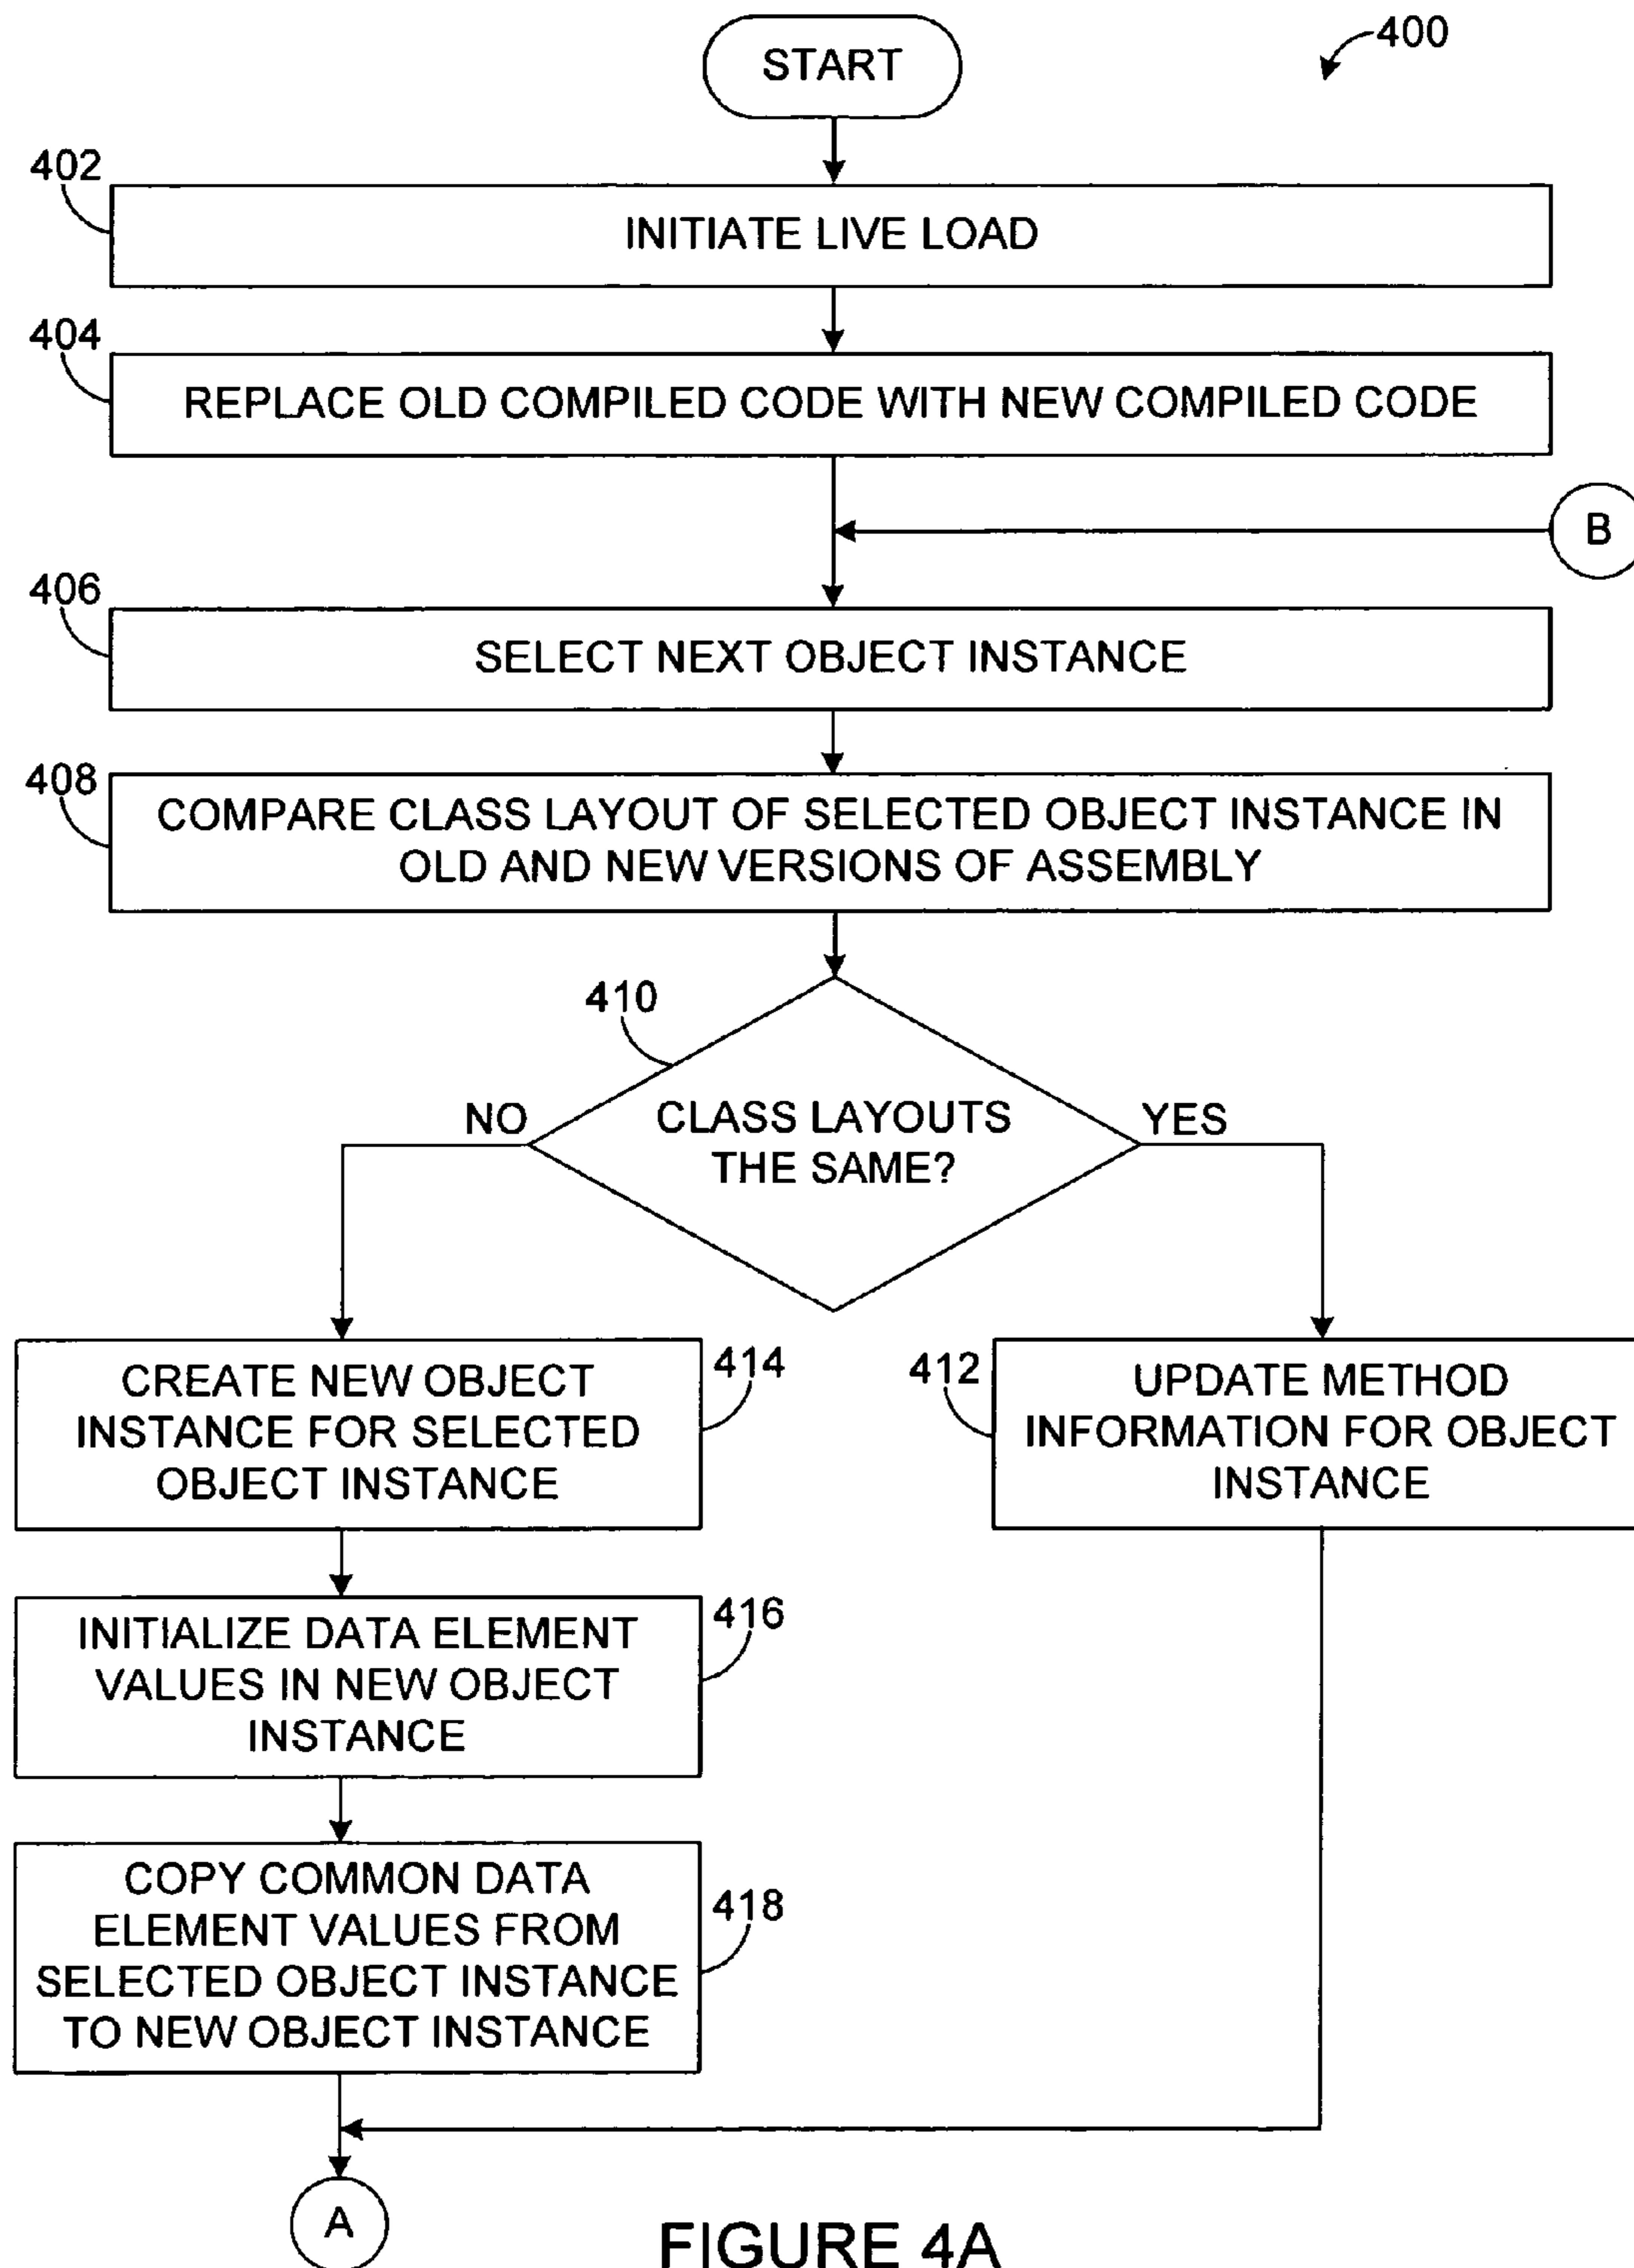 START
400
402
INITIATE LIVE LOAD
404
REPLACE OLD COMPILED CODE WITH NEW COMPILED CODE
B
406
SELECT NEXT OBJECT INSTANCE
408
COMPARE CLASS LAYOUT OF SELECTED OBJECT INSTANCE IN
OLD AND NEW VERSIONS OF ASSEMBLY
410
NO
CLASS LAYOUTS
THE SAME?
YES
CREATE NEW OBJECT
INSTANCE FOR SELECTED
OBJECT INSTANCE
414
412
UPDATE METHOD
INFORMATION FOR OBJECT
INSTANCE
INITIALIZE DATA ELEMENT
VALUES IN NEW OBJECT
INSTANCE
416
COPY COMMON DATA
ELEMENT VALUES FROM
SELECTED OBJECT INSTANCE
TO NEW OBJECT INSTANCE
418
A
FIGURE 4A